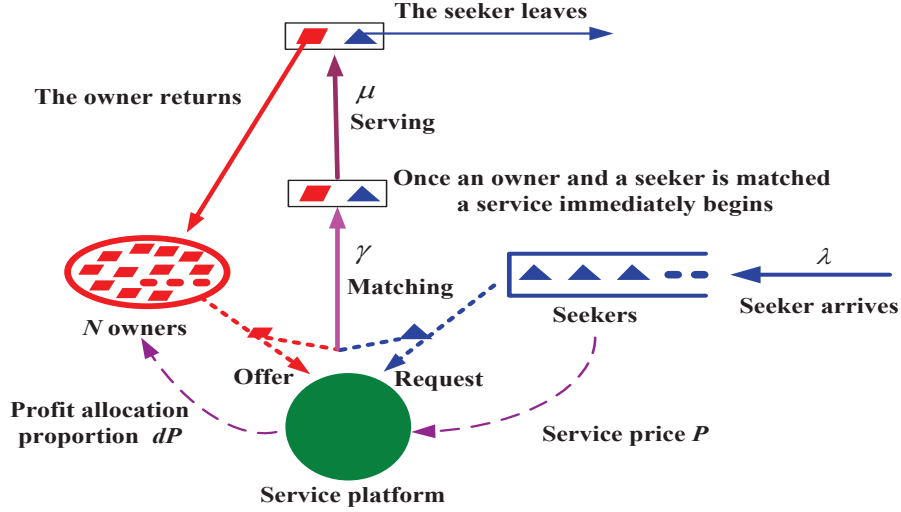 The seeker leaves
The owner returns
μ
Serving
Once an owner and a seeker is matched
a service immediately begins
γ
Matching
λ
Seeker arrives
Seekers
N owners
Offer
Request
Profit allocation
proportion dP
Service price P
Service platform